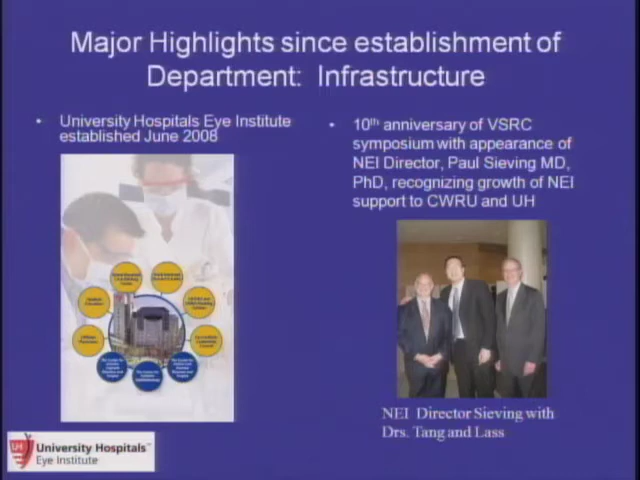 Major Highlights since establishment of
Department: Infrastructure
• University Hospitals Eye Institute
established June 2008
• 10th anniversary of VSRC
symposium with appearance of
NEI Director, Paul Sieving MD,
PhD, recognizing growth of NEI
support to CWRU and UH
NEI Director Sieving with
Drs. Tang and Lass
UH University Hospitals™
Eye Institute